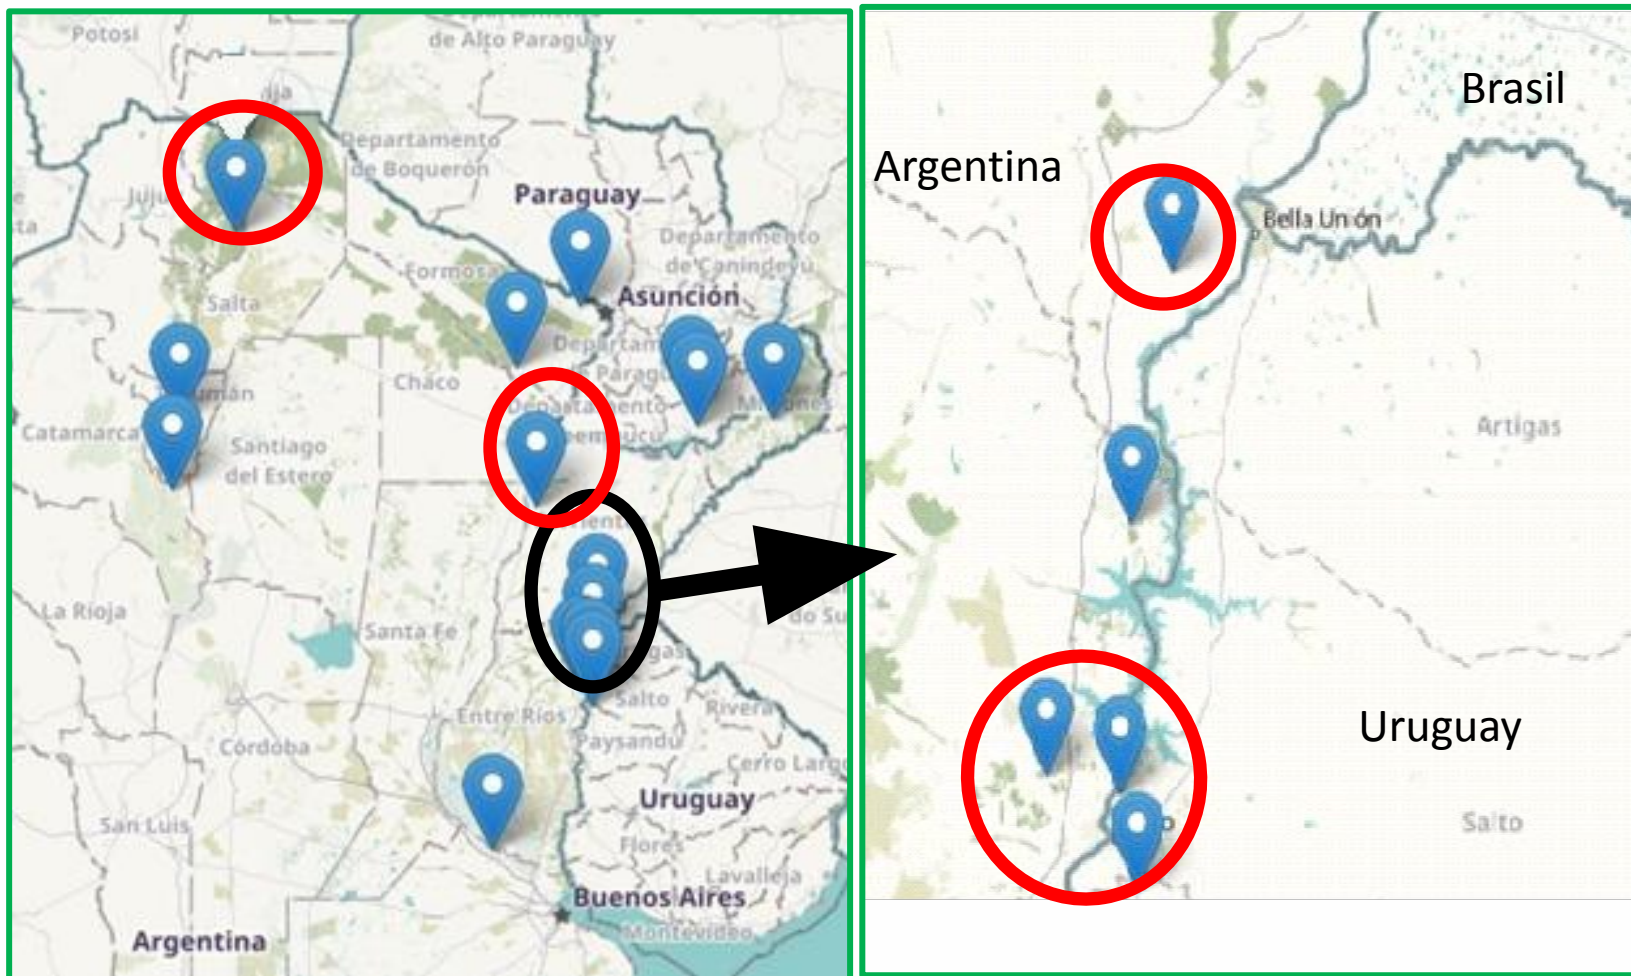 Potosi
de Alto Paraguay
Departamento
de Boquerón
Paraguay
Departamento
de Canindeyú
Formosa
Asunción
Salta
Chaco
Departamento
Catamarca
Santiago
del Estero
La Rioja
Santa Fe
Salto
Rivera
Entre Ríos
Paysandú
Córdoba
Cerro Largo
Uruguay
San Luis
Flores
Lavalleja
Buenos Aires
Montevideo
Argentina
Brasil
Argentina
Bella Unión
Artigas
Uruguay
Salto